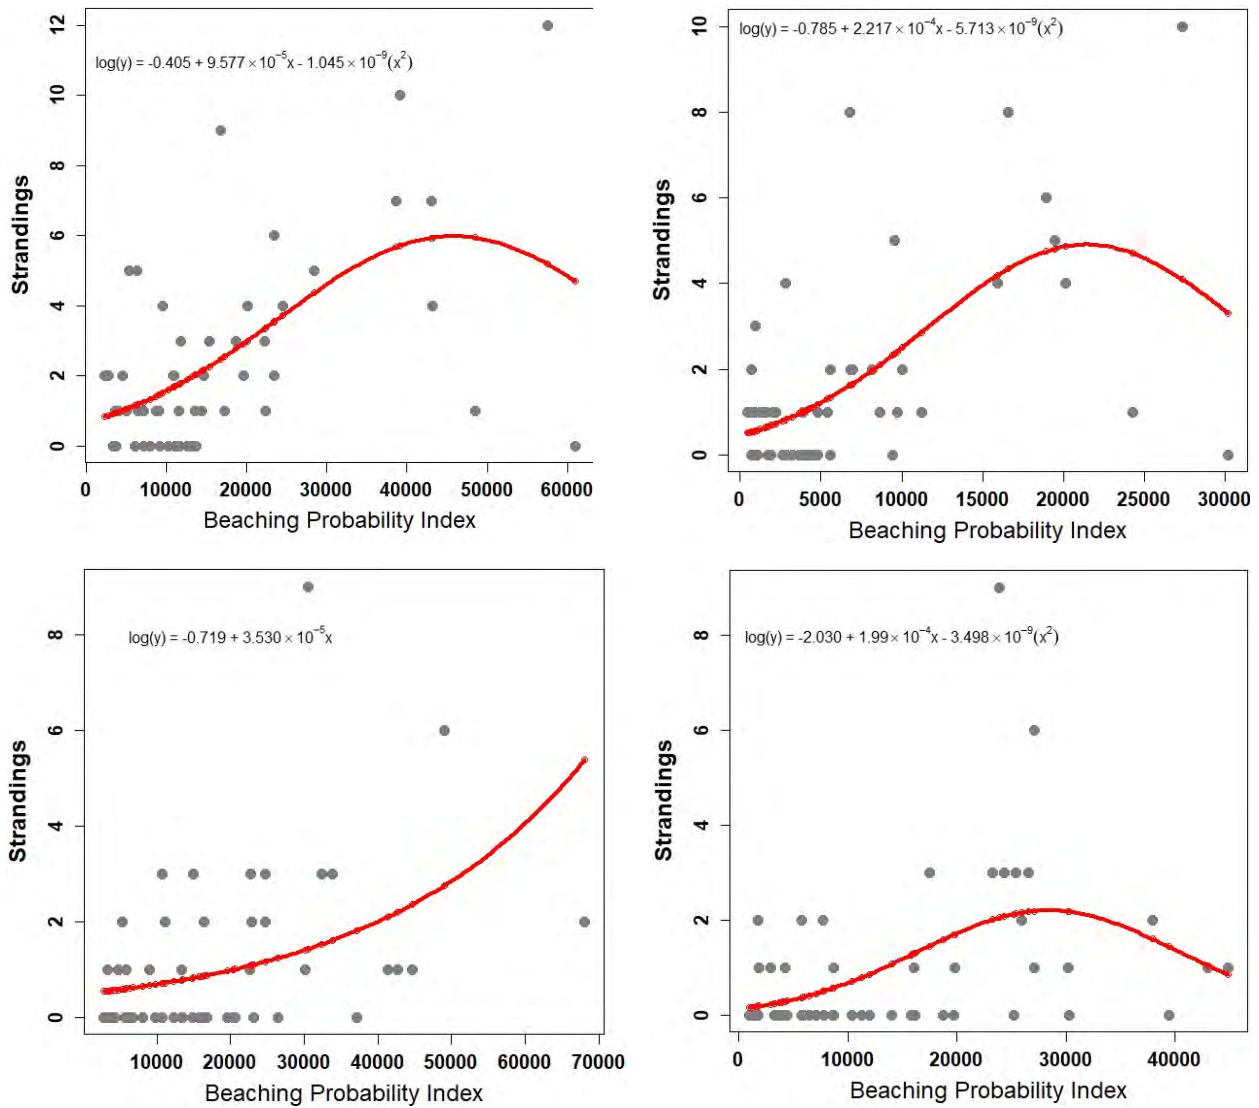 log(y) = -0.405 + 9.577 × 10⁻⁵x - 1.045 × 10⁻⁹(x²)
Strandings
12
10
8
6
4
2
0
0 10000 20000 30000 40000 50000 60000
Beaching Probability Index
log(y) = -0.785 + 2.217 × 10⁻⁴x - 5.713 × 10⁻⁹(x²)
Strandings
10
8
6
4
2
0
0 5000 10000 15000 20000 25000 30000
Beaching Probability Index
log(y) = -0.719 + 3.530 × 10⁻⁵x
Strandings
8
6
4
2
0
10000 20000 30000 40000 50000 60000 70000
Beaching Probability Index
log(y) = -2.030 + 1.99 × 10⁻⁴x - 3.498 × 10⁻⁹(x²)
Strandings
8
6
4
2
0
0 10000 20000 30000 40000
Beaching Probability Index